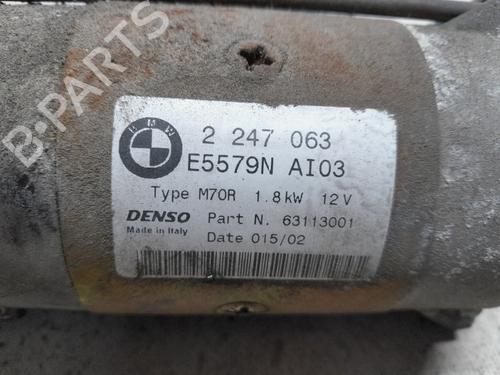 B-PARTS
BMW
2 247 063
E5579N AI03
Type M70R 1.8kW 12V
DENSO Part N. 63113001
Made in Italy
Date 015/02